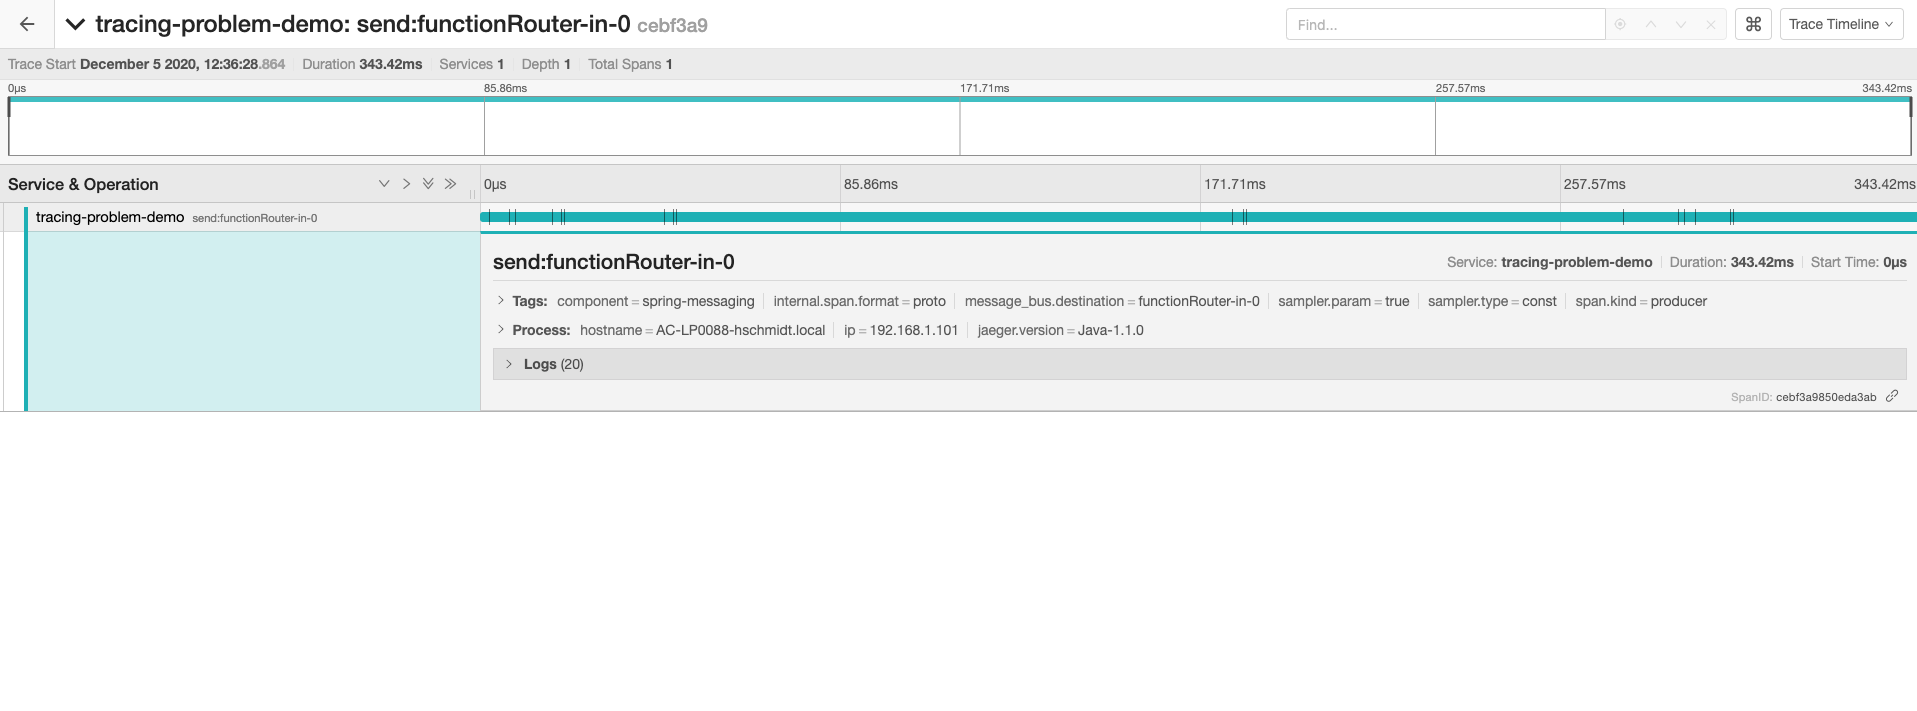 tracing-problem-demo: send:functionRouter-in-0 cebf3a9 Find... ⌘ Trace Timeline
Trace Start December 5 2020, 12:36:28.864 Duration 343.42ms Services 1 Depth 1 Total Spans 1
0μs 85.86ms 171.71ms 257.57ms 343.42ms
Service & Operation 0μs 85.86ms 171.71ms 257.57ms 343.42ms
tracing-problem-demo send:functionRouter-in-0
send:functionRouter-in-0 Service: tracing-problem-demo Duration: 343.42ms Start Time: 0μs
Tags: component = spring-messaging internal.span.format = proto message_bus.destination = functionRouter-in-0 sampler.param = true sampler.type = const span.kind = producer
Process: hostname = AC-LP0088-hschmidt.local ip = 192.168.1.101 jaeger.version = Java-1.1.0
Logs (20)
SpanID: cebf3a9850eda3ab